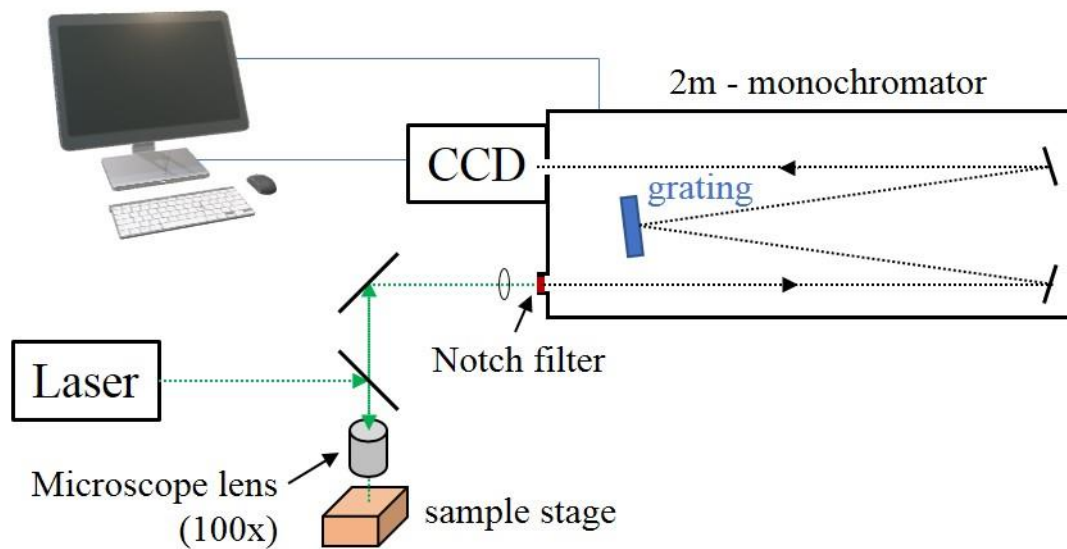 2m - monochromator
CCD
grating
Notch filter
Laser
Microscope lens
(100x)
sample stage